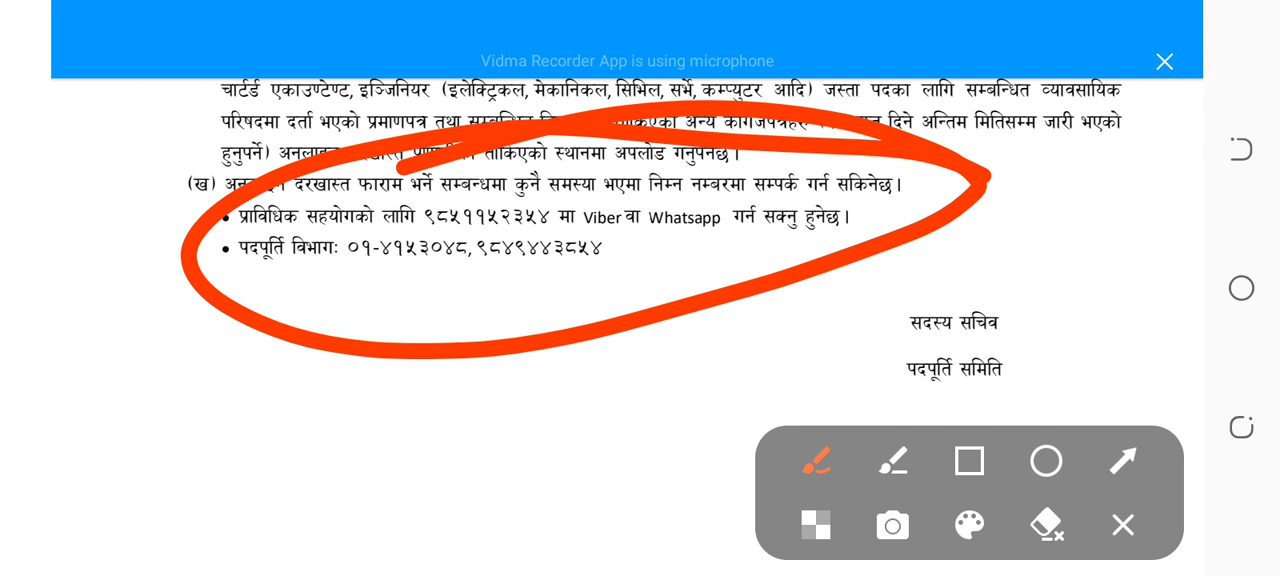 Vidma Recorder App is using microphone
चार्टर्ड एकाउण्टेण्ट, इञ्जिनियर (इलेक्ट्रिकल, मेकानिकल, सिभिल, सर्भे, कम्प्युटर आदि) जस्ता पदका लागि सम्बन्धित व्यावसायिक
परिषदमा दर्ता भएको प्रमाणपत्र तथा अन्य दिने अन्तिम मितिसम्म जारी भएको
हुनुपर्ने) तोकिएको स्थानमा अपलोड गर्नुपर्नेछ।
(ख) दरखास्त फाराम भर्ने सम्बन्धमा कुनै समस्या भएमा निम्न नम्बरमा सम्पर्क गर्न सकिनेछ।
• प्राविधिक सहयोगको लागि ९८५११५२३५४ मा Viber वा Whatsapp गर्न सक्नु हुनेछ।
• पदपूर्ति विभागः ०१-४१५३०४८, ९८४९४४३८५४
सदस्य सचिव
पदपूर्ति समिति